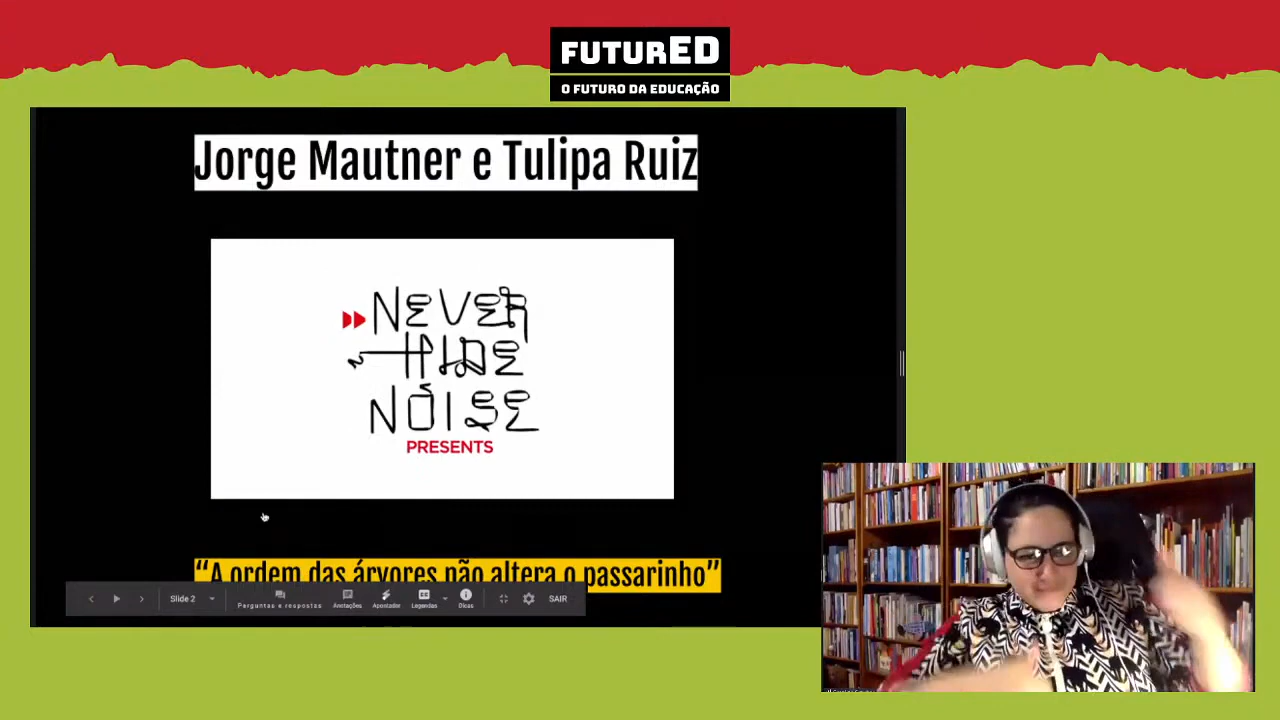 FUTURED
O FUTURO DA EDUCAÇÃO
Jorge Mautner e Tulipa Ruiz
NEVER
HIDE
NOISE
PRESENTS
“A ordem das árvores não altera o passarinho”
Slide 2
Perguntas e respostas
Anotações
Apontador
Legendas
Dicas
SAIR